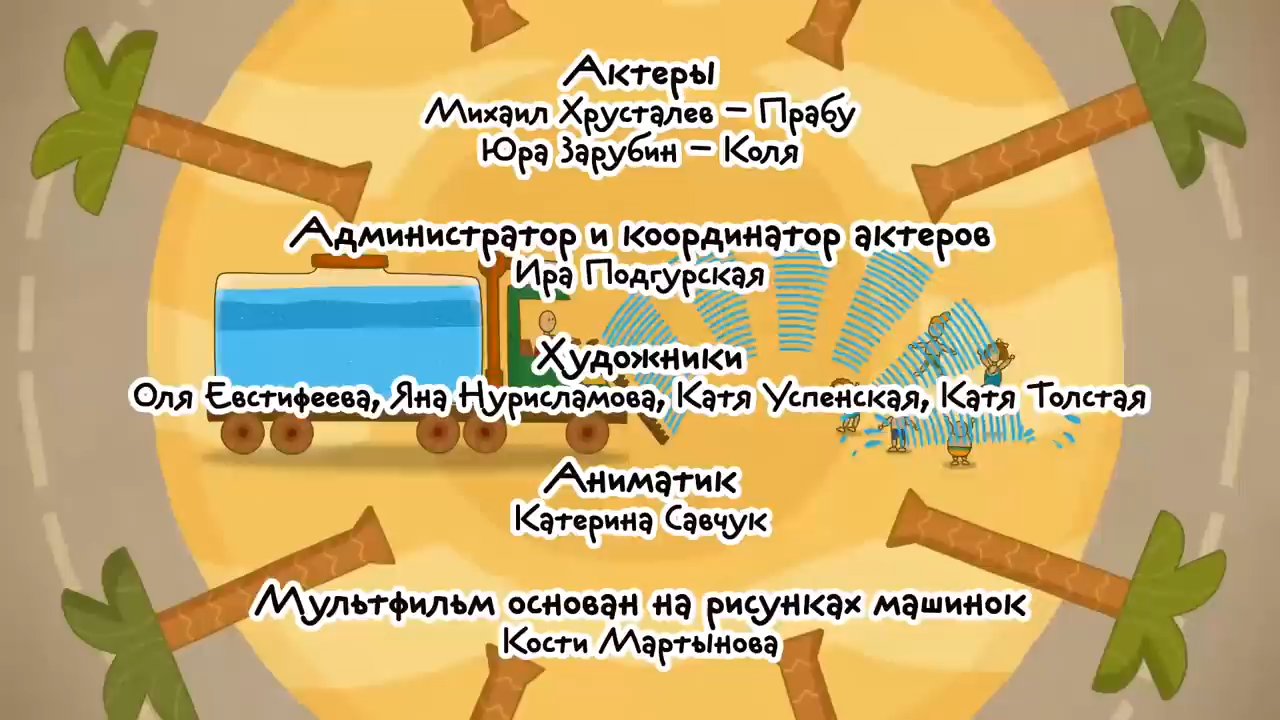 Актеры
Михаил Хрусталев – Прабу
Юра Зарубин – Коля
Администратор и координатор актеров
Ира Подгурская
Художники
Оля Евстифеева, Яна Нурисламова, Катя Успенская, Катя Толстая
Аниматик
Катерина Савчук
Мультфильм основан на рисунках машинок
Кости Мартынова